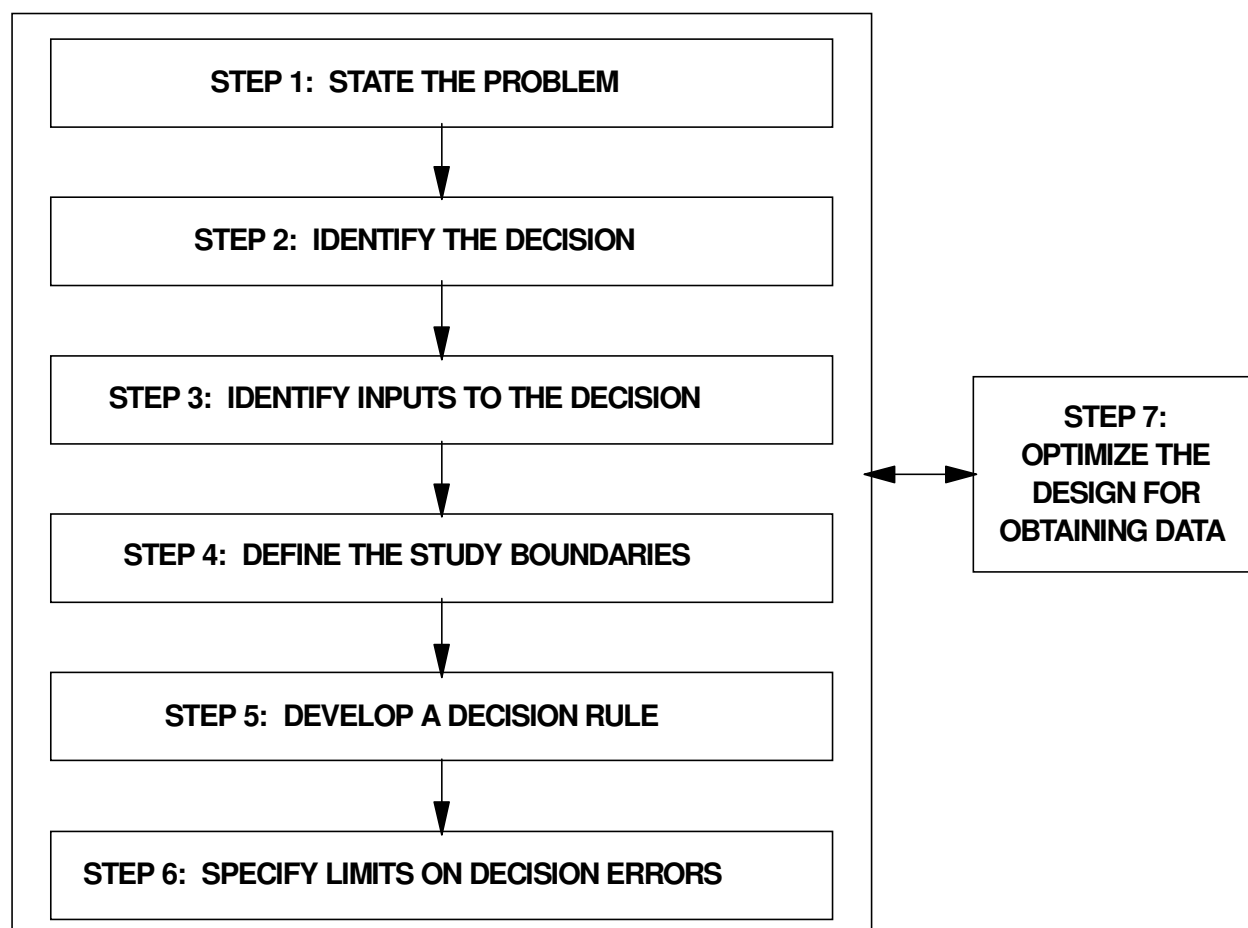 STEP 1: STATE THE PROBLEM
STEP 2: IDENTIFY THE DECISION
STEP 3: IDENTIFY INPUTS TO THE DECISION
STEP 4: DEFINE THE STUDY BOUNDARIES
STEP 5: DEVELOP A DECISION RULE
STEP 6: SPECIFY LIMITS ON DECISION ERRORS
STEP 7:
OPTIMIZE THE
DESIGN FOR
OBTAINING DATA